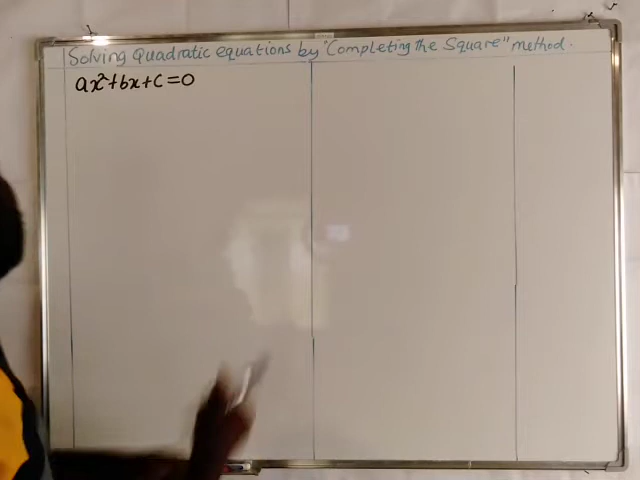 Solving Quadratic equations by "Completing the Square" method.
ax²+bx+c=0